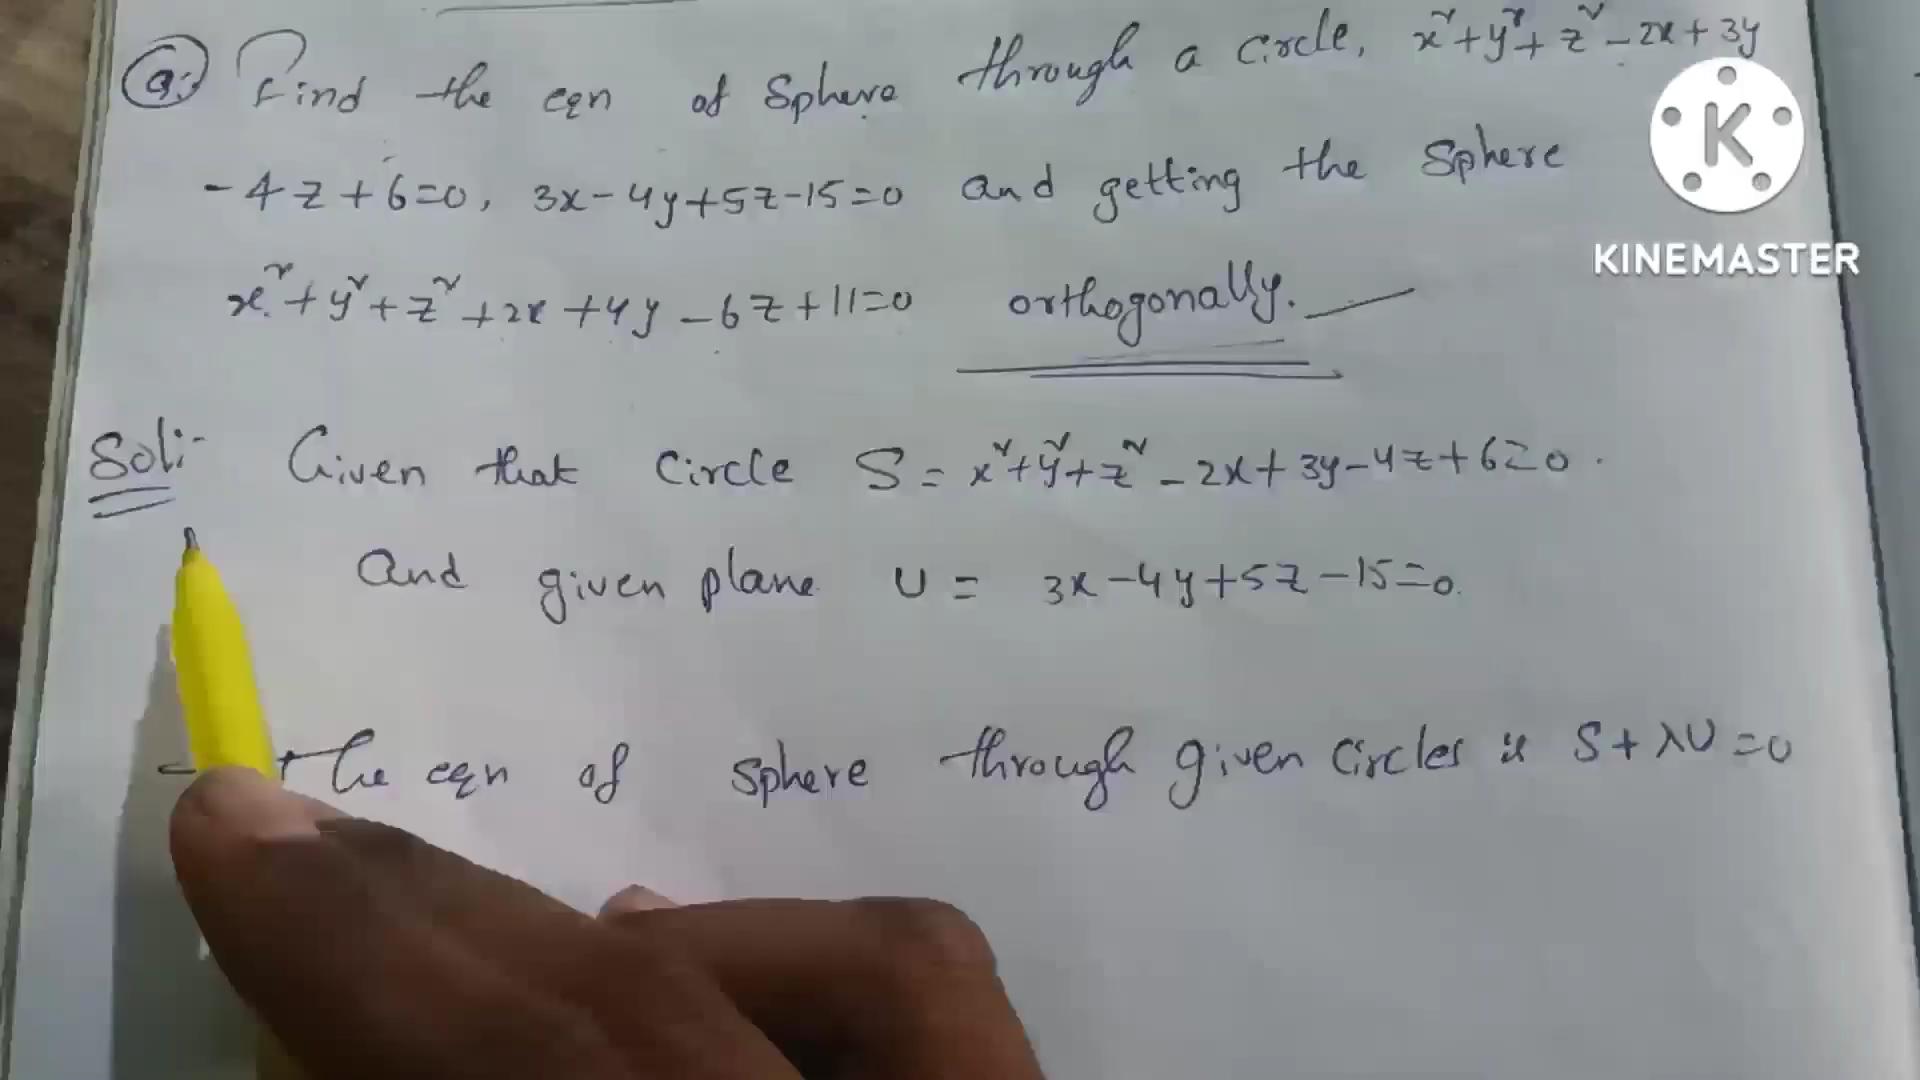 Q: Find the eqn of Sphere through a circle, x²+y²+z²-2x+3y
-4z+6=0, 3x-4y+5z-15=0 and getting the Sphere
x²+y²+z²+2x+4y-6z+11=0 orthogonally.
Sol:- Given that Circle S = x²+y²+z²-2x+3y-4z+6=0.
and given plane U = 3x-4y+5z-15=0.
the eqn of sphere through given Circles is S+λU=0
K
KINEMASTER